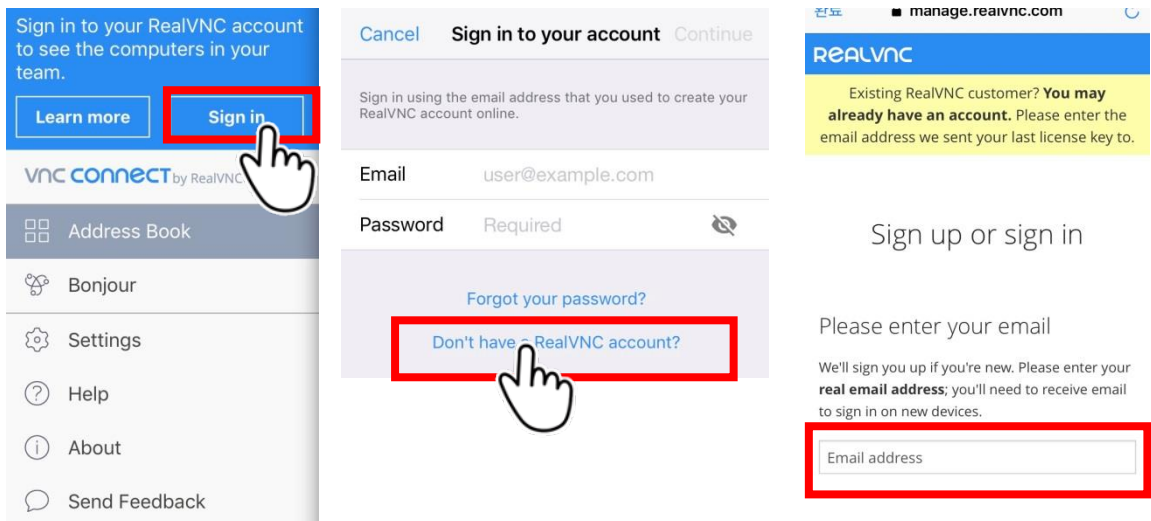 Sign in to your RealVNC account
to see the computers in your
team.
Learn more
Sign in
VNC CONNECT by RealVNC
Address Book
Bonjour
Settings
Help
About
Send Feedback
Cancel
Sign in to your account
Continue
Sign in using the email address that you used to create your
RealVNC account online.
Email
user@example.com
Password
Required
Forgot your password?
Don't have a RealVNC account?
완료
manage.realvnc.com
REALVNC
Existing RealVNC customer? You may
already have an account. Please enter the
email address we sent your last license key to.
Sign up or sign in
Please enter your email
We'll sign you up if you're new. Please enter your
real email address; you'll need to receive email
to sign in on new devices.
Email address